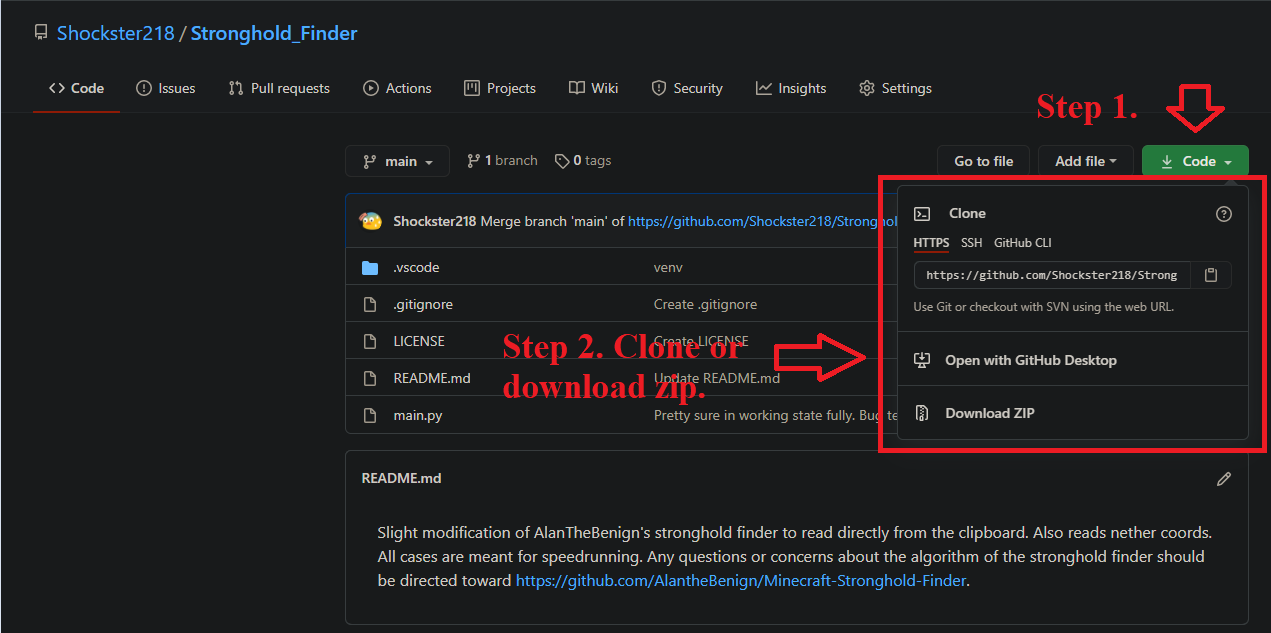 Shockster218 / Stronghold_Finder
Code Issues Pull requests Actions Projects Wiki Security Insights Settings
Step 1.
main 1 branch 0 tags Go to file Add file Code
Shockster218 Merge branch 'main' of https://github.com/Shockster218/Stronghol
Clone
HTTPS SSH GitHub CLI
https://github.com/Shockster218/Strong
Use Git or checkout with SVN using the web URL.
Open with GitHub Desktop
Download ZIP
.vscode venv
.gitignore Create .gitignore
LICENSE Create LICENSE
README.md Update README.md
main.py Pretty sure in working state fully. Bug te
Step 2. Clone or
download zip.
README.md
Slight modification of AlanTheBenign's stronghold finder to read directly from the clipboard. Also reads nether coords.
All cases are meant for speedrunning. Any questions or concerns about the algorithm of the stronghold finder should
be directed toward https://github.com/AlantheBenign/Minecraft-Stronghold-Finder.